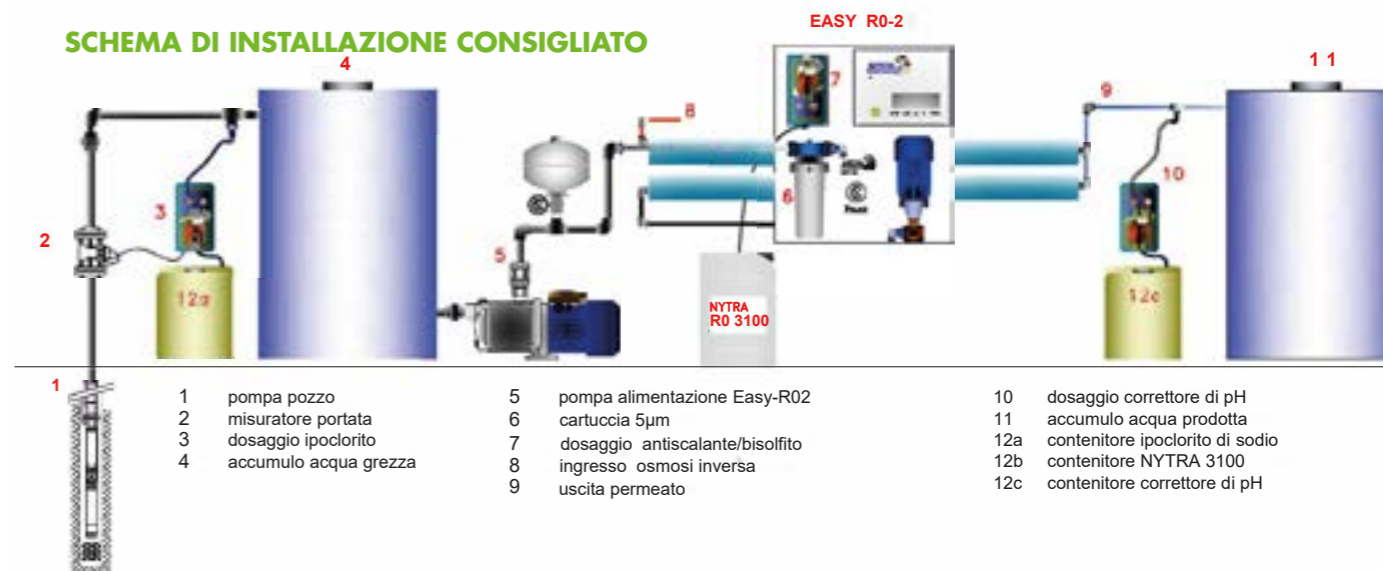 EASY R0-2
SCHEMA DI INSTALLAZIONE CONSIGLIATO
4
11
7
9
8
3
10
6
2
5
12a
NYTRA
R0 3100
12c
1
1 pompa pozzo
2 misuratore portata
3 dosaggio ipoclorito
4 accumulo acqua grezza
5 pompa alimentazione Easy-R02
6 cartuccia 5µm
7 dosaggio antiscalante/bisolfito
8 ingresso osmosi inversa
9 uscita permeato
10 dosaggio correttore di pH
11 accumulo acqua prodotta
12a contenitore ipoclorito di sodio
12b contenitore NYTRA 3100
12c contenitore correttore di pH